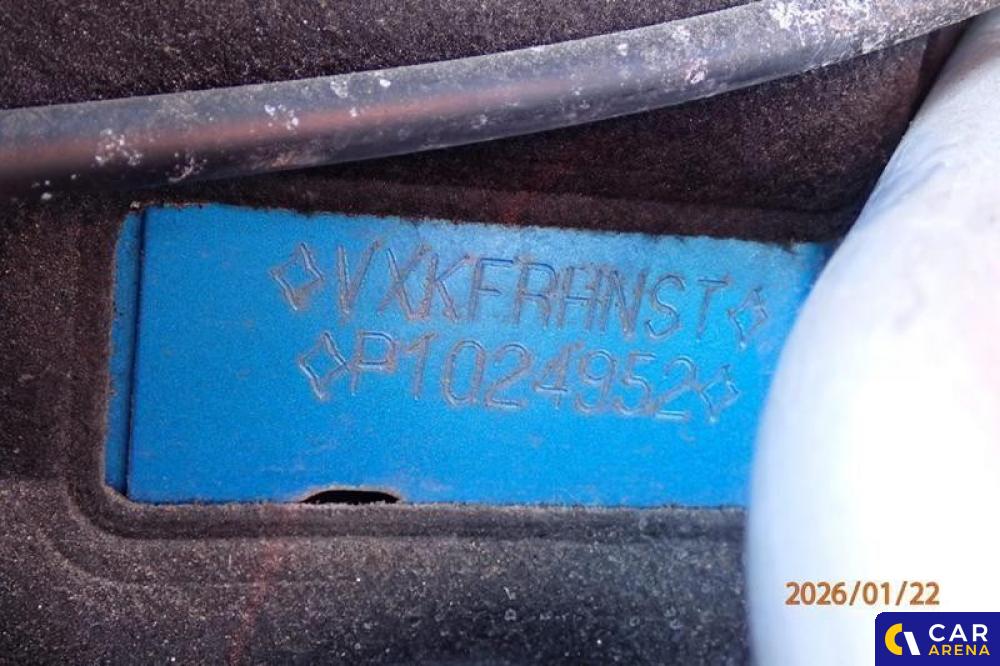 ◇VXKFRHNST◇
◇P1024952◇
2026/01/22
CAR
ARENA